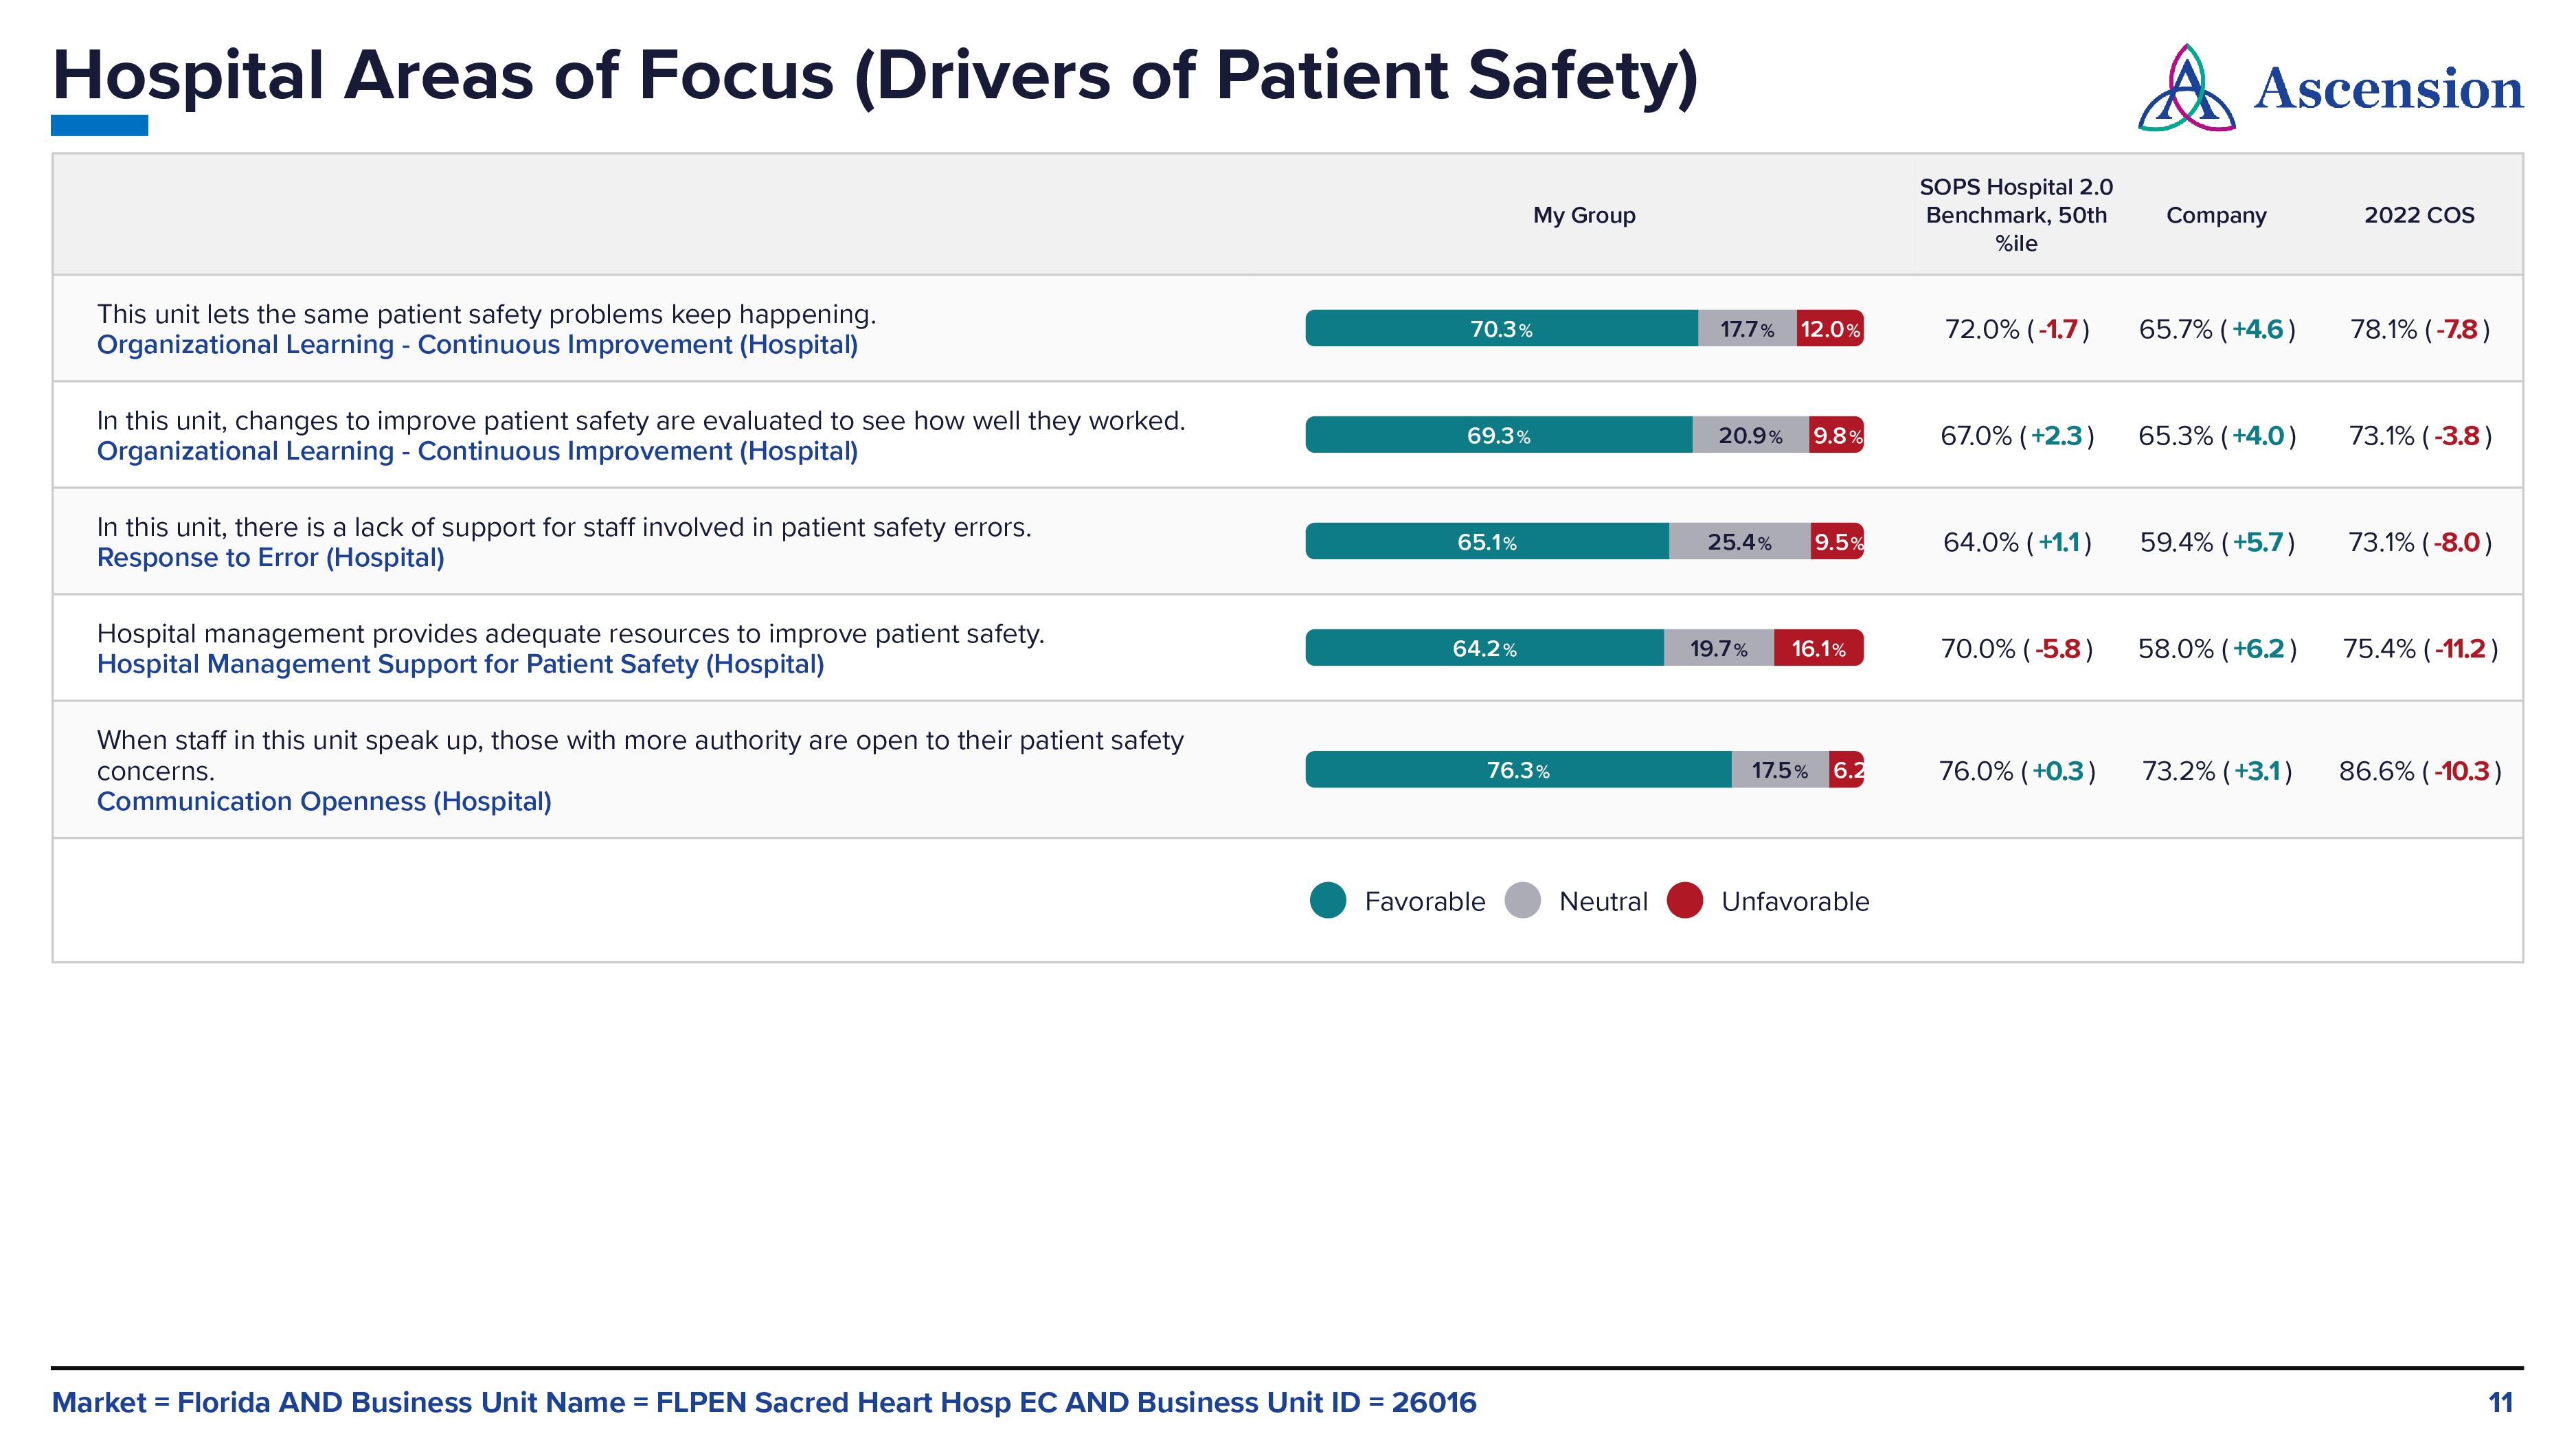 Hospital Areas of Focus (Drivers of Patient Safety)
Ascension
My Group
SOPS Hospital 2.0
Benchmark, 50th
%ile
Company
2022 COS
This unit lets the same patient safety problems keep happening.
Organizational Learning - Continuous Improvement (Hospital)
70.3% 17.7% 12.0% 72.0% (-1.7) 65.7% (+4.6) 78.1% (-7.8)
In this unit, changes to improve patient safety are evaluated to see how well they worked.
Organizational Learning - Continuous Improvement (Hospital)
69.3% 20.9% 9.8% 67.0% (+2.3) 65.3% (+4.0) 73.1% (-3.8)
In this unit, there is a lack of support for staff involved in patient safety errors.
Response to Error (Hospital)
65.1% 25.4% 9.5% 64.0% (+1.1) 59.4% (+5.7) 73.1% (-8.0)
Hospital management provides adequate resources to improve patient safety.
Hospital Management Support for Patient Safety (Hospital)
64.2% 19.7% 16.1% 70.0% (-5.8) 58.0% (+6.2) 75.4% (-11.2)
When staff in this unit speak up, those with more authority are open to their patient safety
concerns.
Communication Openness (Hospital)
76.3% 17.5% 6.2 76.0% (+0.3) 73.2% (+3.1) 86.6% (-10.3)
Favorable Neutral Unfavorable
Market = Florida AND Business Unit Name = FLPEN Sacred Heart Hosp EC AND Business Unit ID = 26016
11